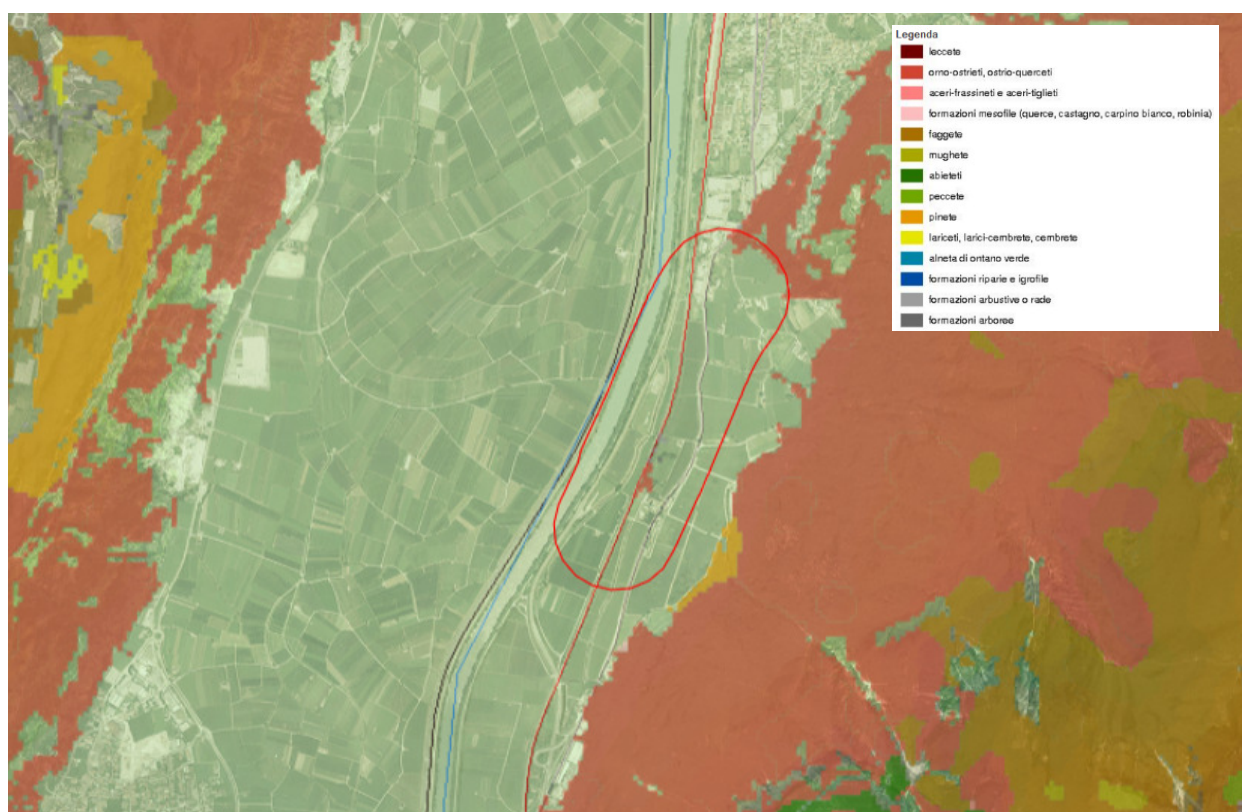 Legenda
leccete
orno-ostrieti, ostrio-querceti
aceri-frassineti e aceri-tiglieti
formazioni mesofile (querce, castagno, carpino bianco, robinia)
faggete
mughete
abieteti
peccete
pinete
lariceti, larici-cembrete, cembrete
alneta di ontano verde
formazioni riparie e igrofile
formazioni arbustive o rade
formazioni arboree